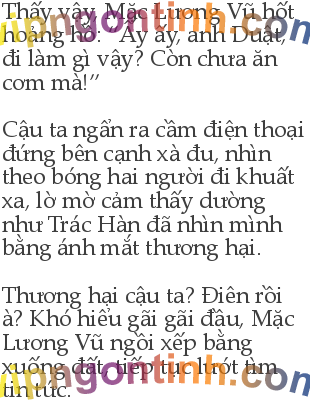 Thấy vậy, Mặc Lương Vũ hốt
hoảng hô: “Ấy ấy, anh Duật,
đi làm gì vậy? Còn chưa ăn
cơm mà!”
Cậu ta ngẩn ra cầm điện thoại
đứng bên cạnh xà đu, nhìn
theo bóng hai người đi khuất
xa, lờ mờ cảm thấy dường
như Trác Hàn đã nhìn mình
bằng ánh mắt thương hại.
Thương hại cậu ta? Điên rồi
à? Khó hiểu gãi gãi đầu, Mặc
Lương Vũ ngồi xếp bằng
xuống đất, tiếp tục lướt tìm
tin tức.